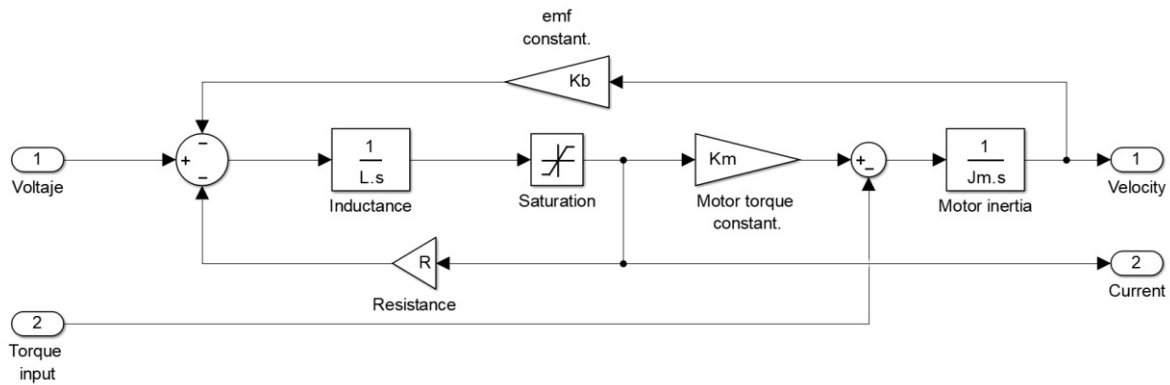 emf
constant.
Kb
1
Voltaje
+
−
−
1
L.s
Inductance
Saturation
Km
Motor torque
constant.
+
−
1
Jm.s
Motor inertia
1
Velocity
R
Resistance
2
Current
2
Torque
input